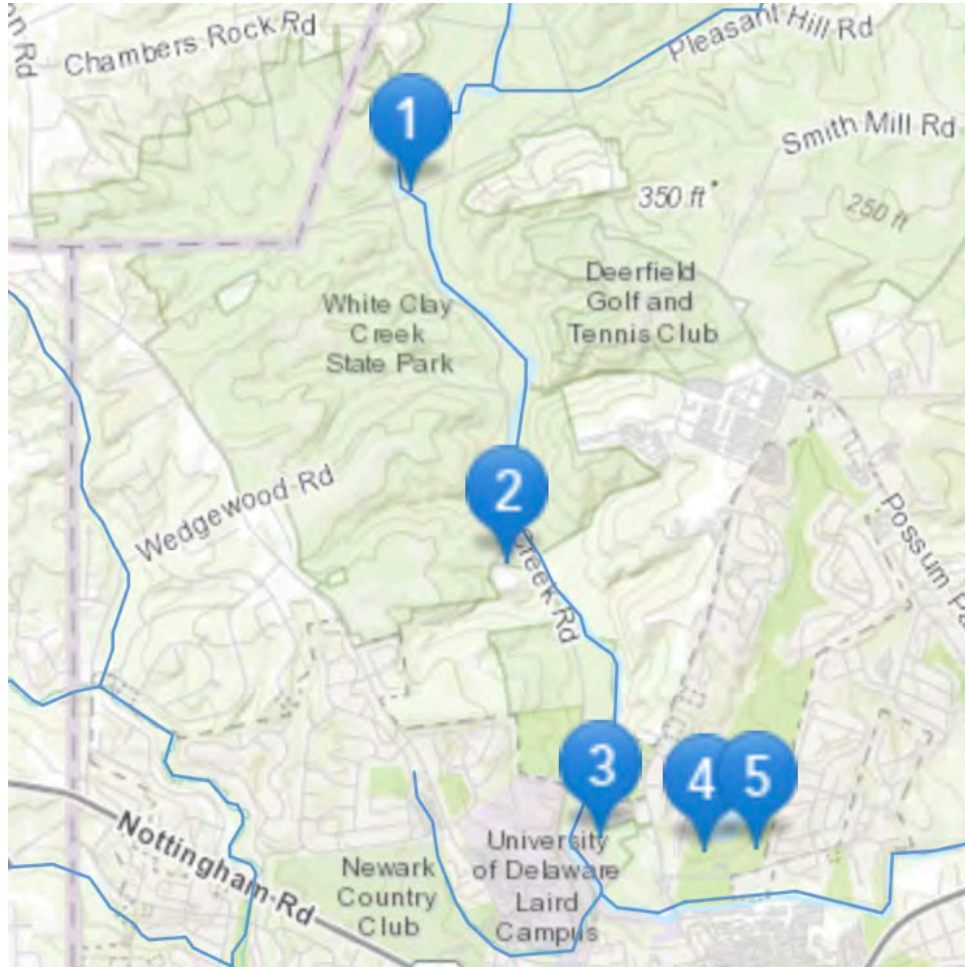 Chambers Rock Rd
Pleasant Hill Rd
1
Smith Mill Rd
350 ft
250 ft
Deerfield
Golf and
Tennis Club
White Clay
Creek
State Park
2
Wedgewood Rd
Creek Rd
Possum Pa
3
4
5
Nottingham Rd
University
of Delaware
Laird
Campus
Newark
Country
Club